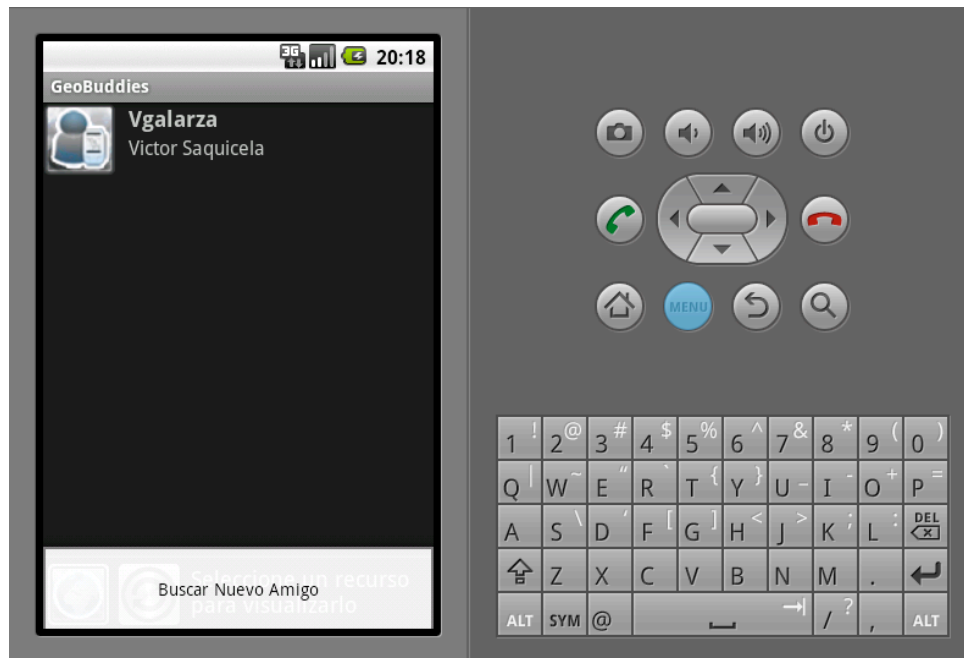 3G 20:18
GeoBuddies
Vgalarza
Victor Saquicela
Seleccione un recurso
Buscar Nuevo Amigo
para visualizarlo
MENU
1 ! 2 @ 3 # 4 $ 5 % 6 ^ 7 & 8 * 9 ( 0 )
Q | W ~ E " R ` T { Y } U _ I - O + P =
A S \ D ' F [ G ] H < J > K ; L : DEL
Z X C V B N M .
ALT SYM @ / ? , ALT